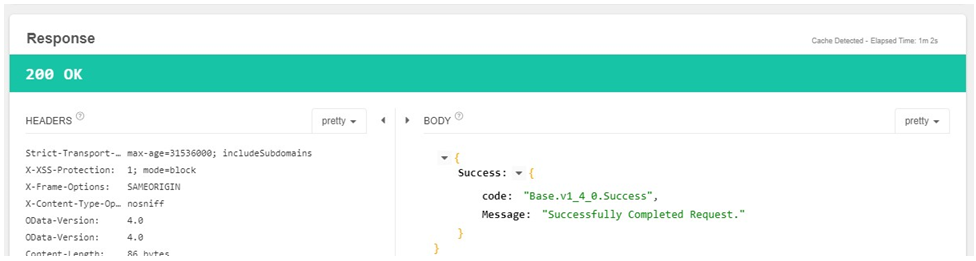 Response
Cache Detected - Elapsed Time: 1m 2s
200 OK
HEADERS ?
pretty
BODY ?
pretty
Strict-Transport-… max-age=31536000; includeSubdomains
X-XSS-Protection: 1; mode=block
X-Frame-Options: SAMEORIGIN
X-Content-Type-Op… nosniff
OData-Version: 4.0
OData-Version: 4.0
Content-Length: 86 bytes
{
Success: {
code: "Base.v1_4_0.Success",
Message: "Successfully Completed Request."
}
}